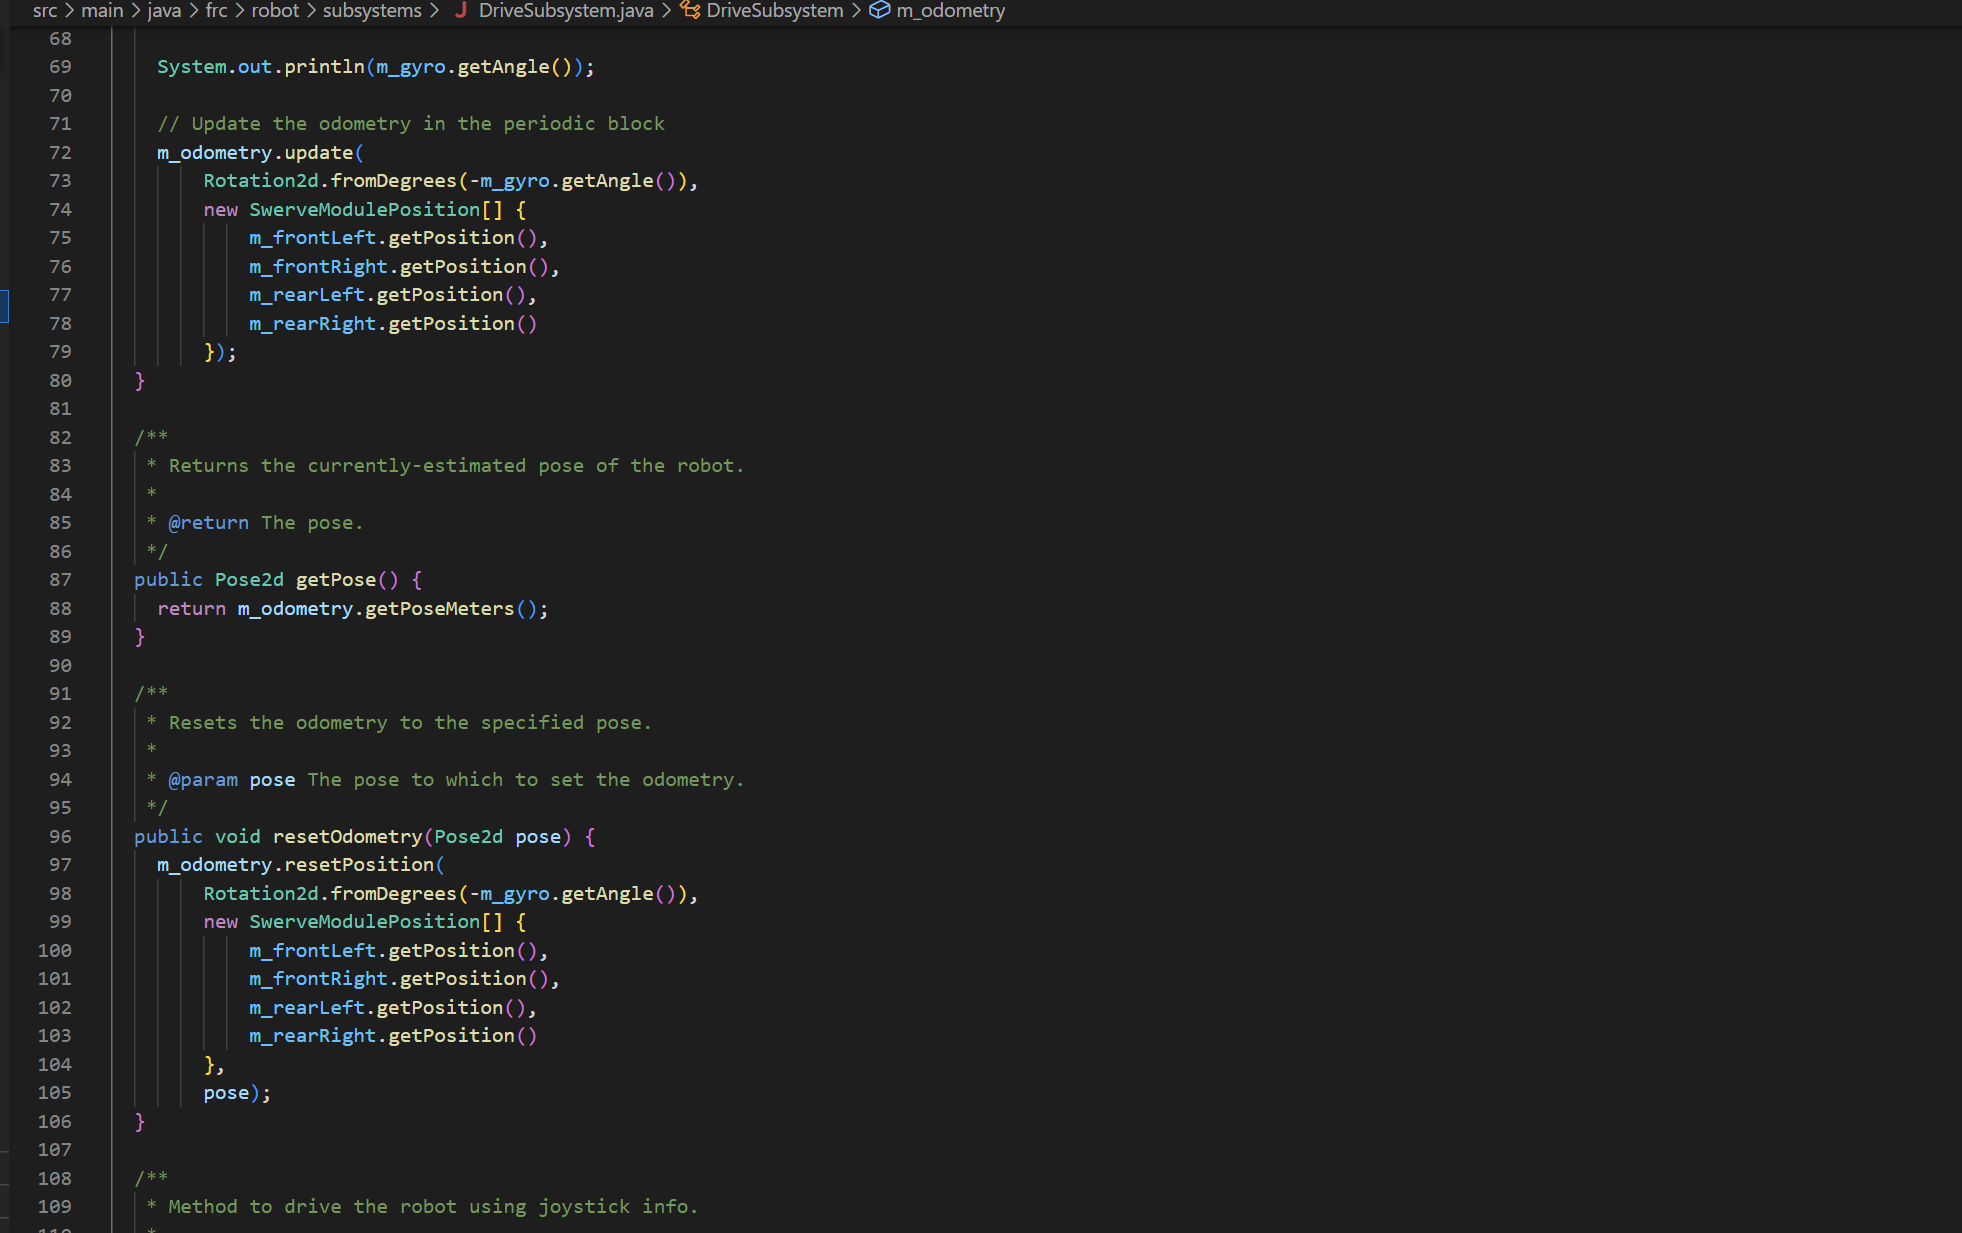 src > main > java > frc > robot > subsystems > J DriveSubsystem.java > DriveSubsystem > m_odometry
68
69 System.out.println(m_gyro.getAngle());
70
71 // Update the odometry in the periodic block
72 m_odometry.update(
73 Rotation2d.fromDegrees(-m_gyro.getAngle()),
74 new SwerveModulePosition[] {
75 m_frontLeft.getPosition(),
76 m_frontRight.getPosition(),
77 m_rearLeft.getPosition(),
78 m_rearRight.getPosition()
79 });
80 }
81
82 /**
83 * Returns the currently-estimated pose of the robot.
84 *
85 * @return The pose.
86 */
87 public Pose2d getPose() {
88 return m_odometry.getPoseMeters();
89 }
90
91 /**
92 * Resets the odometry to the specified pose.
93 *
94 * @param pose The pose to which to set the odometry.
95 */
96 public void resetOdometry(Pose2d pose) {
97 m_odometry.resetPosition(
98 Rotation2d.fromDegrees(-m_gyro.getAngle()),
99 new SwerveModulePosition[] {
100 m_frontLeft.getPosition(),
101 m_frontRight.getPosition(),
102 m_rearLeft.getPosition(),
103 m_rearRight.getPosition()
104 },
105 pose);
106 }
107
108 /**
109 * Method to drive the robot using joystick info.
110 *